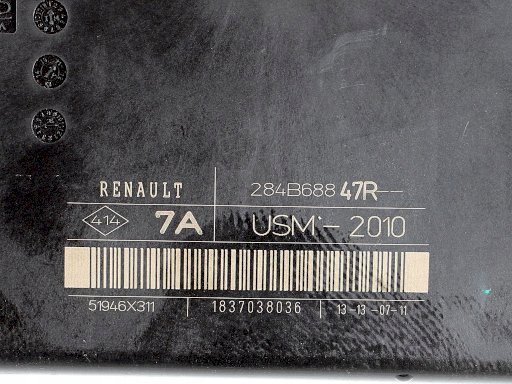 RENAULT 284B688 47R--
414 7A USM - 2010
51946X311 1837038036 13-13-07-11